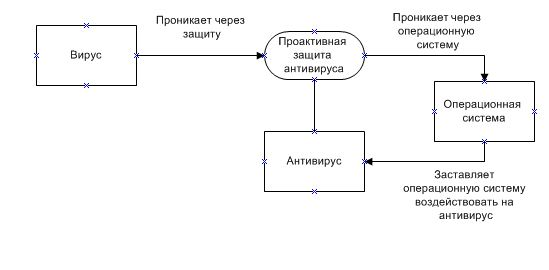 Проникает через
защиту
Проникает через
операционную
систему
Вирус
Проактивная
защита
антивируса
Операционная
система
Антивирус
Заставляет
операционную систему
воздействовать на
антивирус